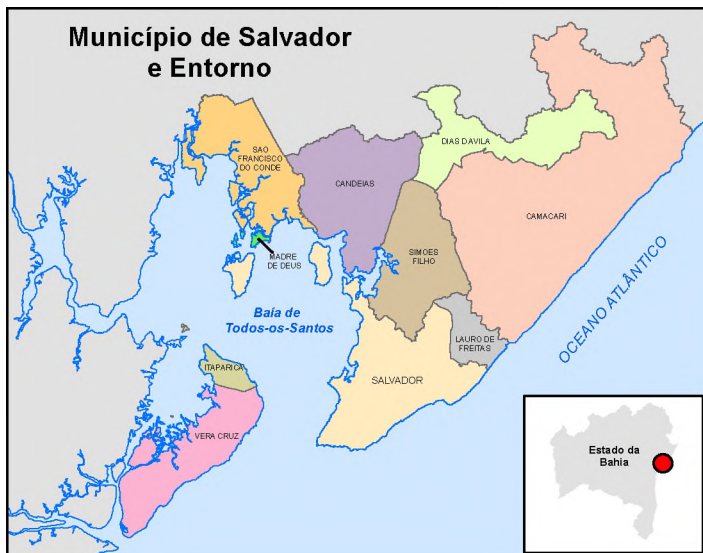 Município de Salvador
e Entorno
DIAS DAVILA
SAO
FRANCISCO
DO CONDE
CANDEIAS
CAMACARI
SIMOES
FILHO
MADRE
DE DEUS
OCEANO ATLÂNTICO
Baía de
Todos-os-Santos
LAURO DE
FREITAS
ITAPARICA
SALVADOR
VERA CRUZ
Estado da
Bahia